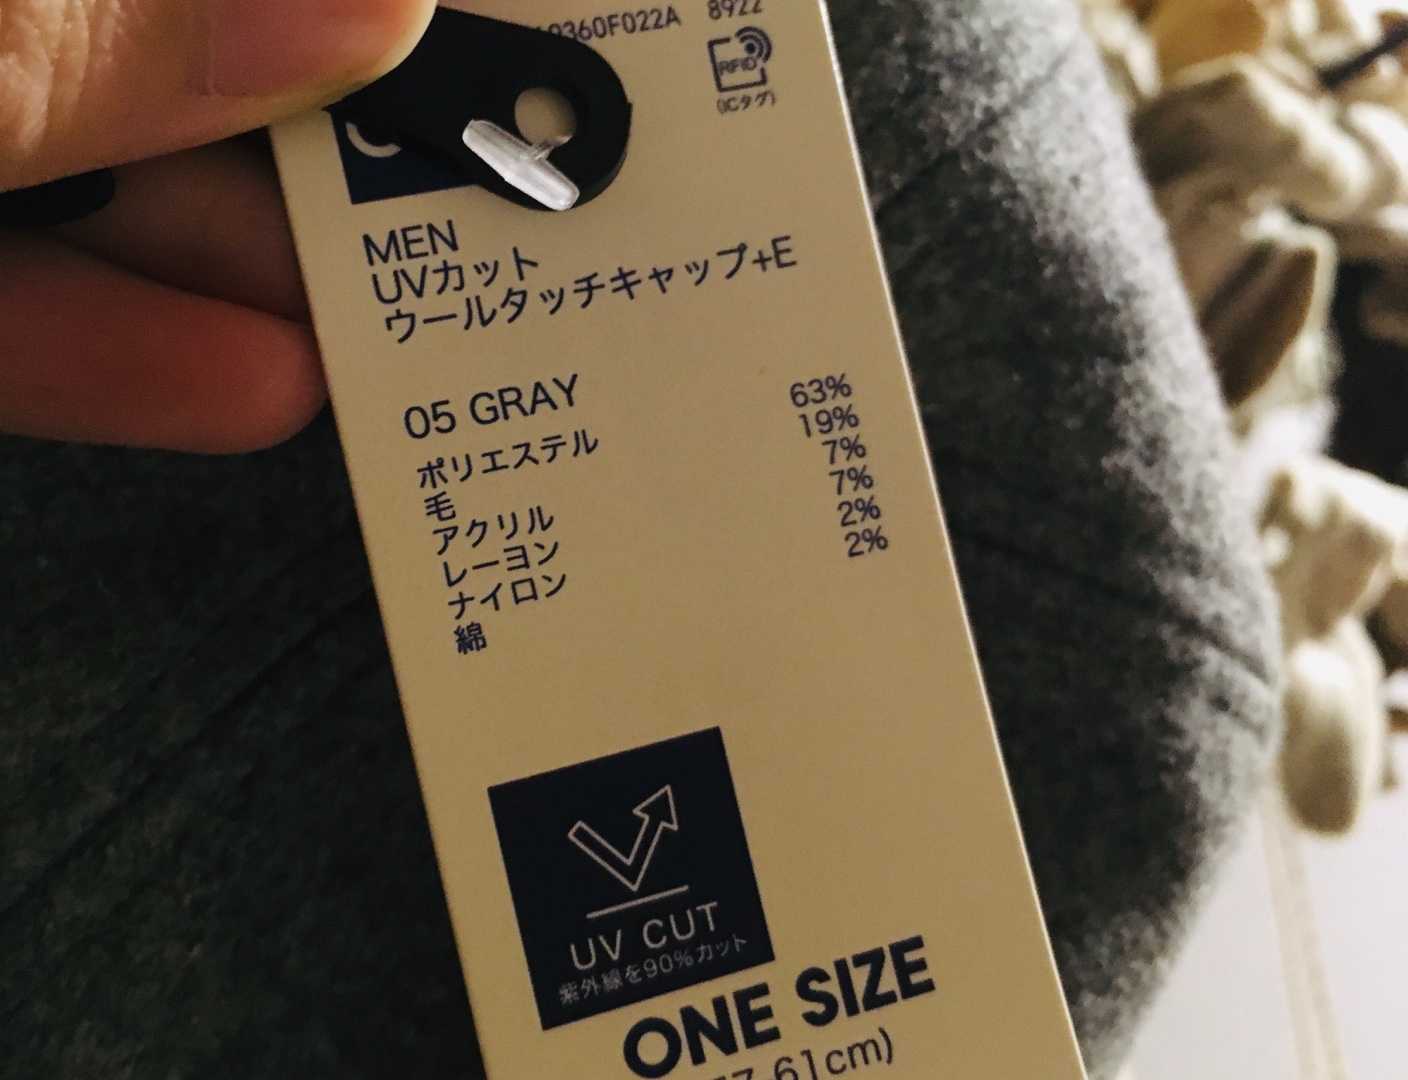 8922
RFID
(ICタグ)
MEN
UVカット
ウールタッチキャップ+E
05 GRAY
ポリエステル 63%
毛 19%
アクリル 7%
レーヨン 7%
ナイロン 2%
綿 2%
UV CUT
紫外線を90%カット
ONE SIZE
61cm)